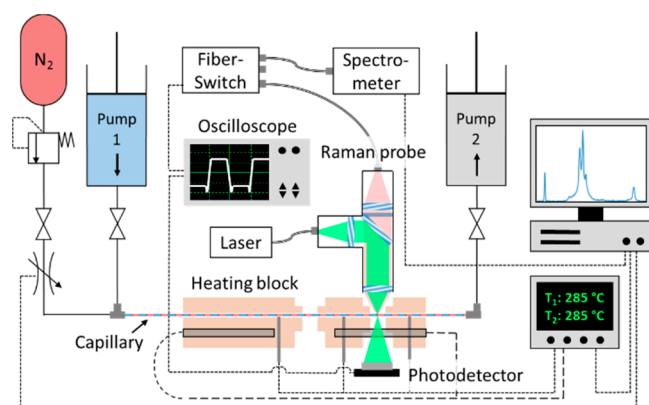 N₂
Pump
1
Fiber-
Switch
Spectro-
meter
Oscilloscope
Raman probe
Pump
2
Laser
Heating block
T₁: 285 °C
T₂: 285 °C
Capillary
Photodetector